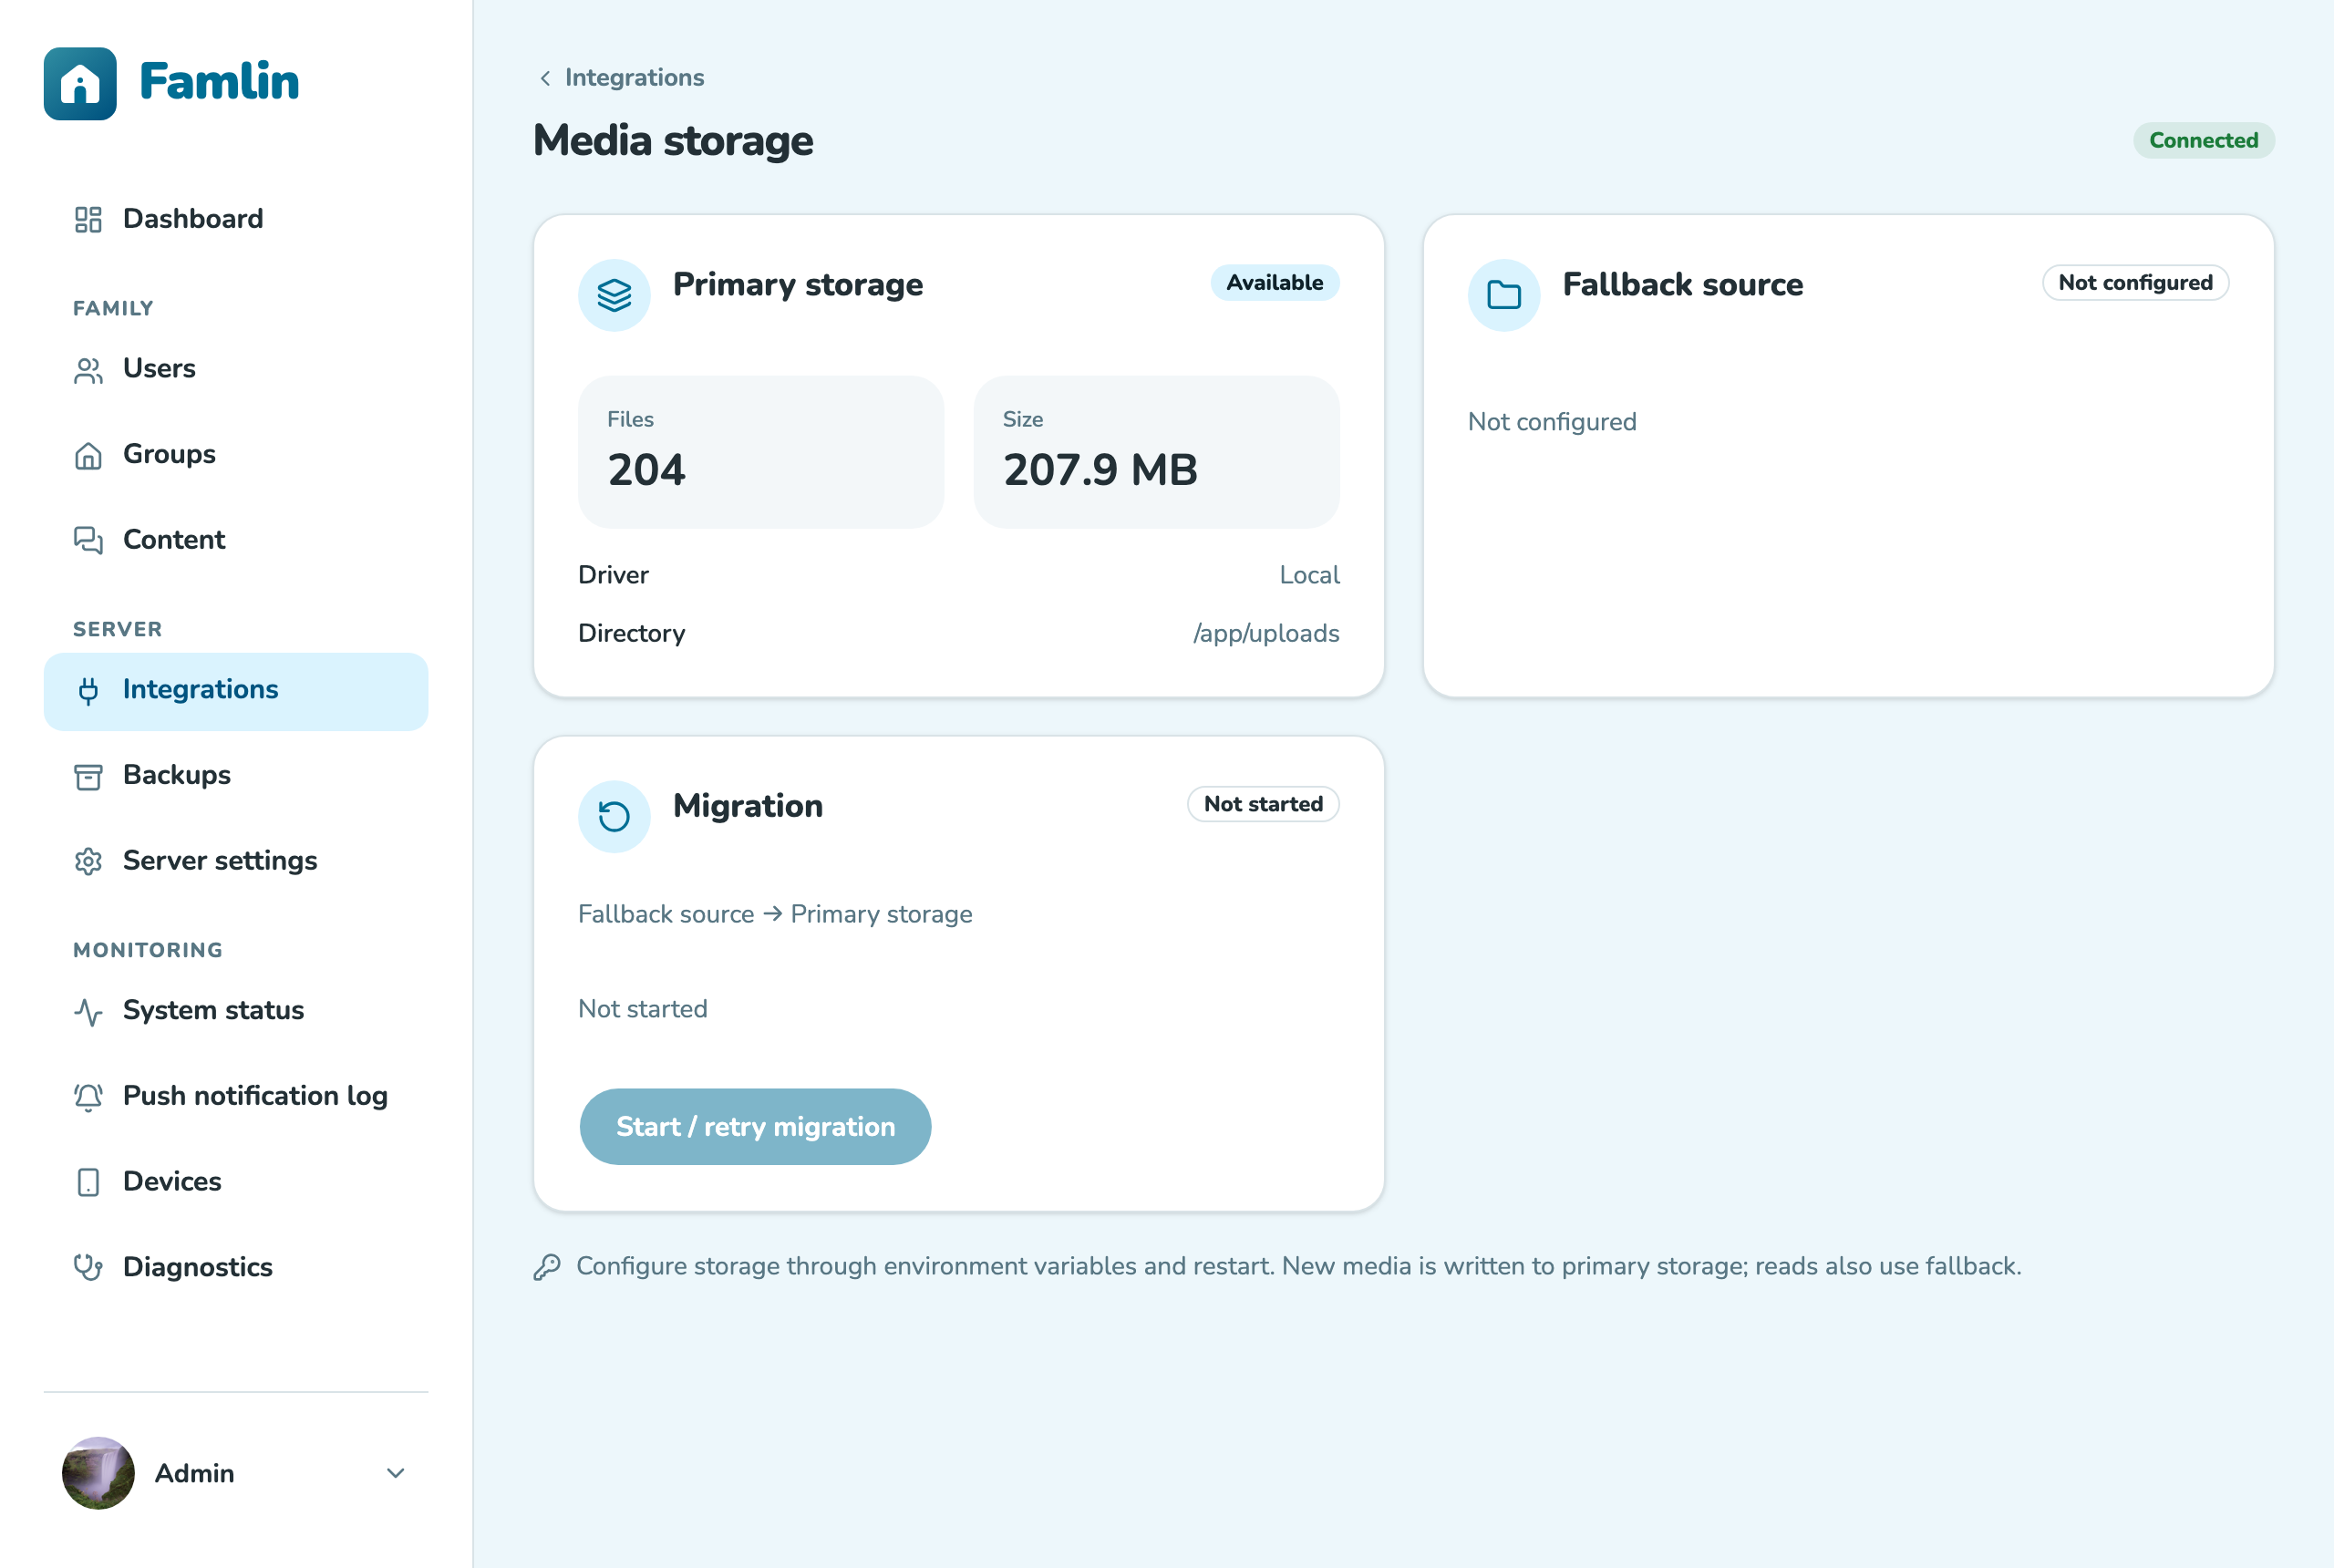 Famlin
Dashboard
FAMILY
Users
Groups
Content
SERVER
Integrations
Backups
Server settings
MONITORING
System status
Push notification log
Devices
Diagnostics
Admin
Integrations
Media storage
Connected
Primary storage
Available
Files
204
Size
207.9 MB
Driver
Local
Directory
/app/uploads
Fallback source
Not configured
Not configured
Migration
Not started
Fallback source → Primary storage
Not started
Start / retry migration
Configure storage through environment variables and restart. New media is written to primary storage; reads also use fallback.